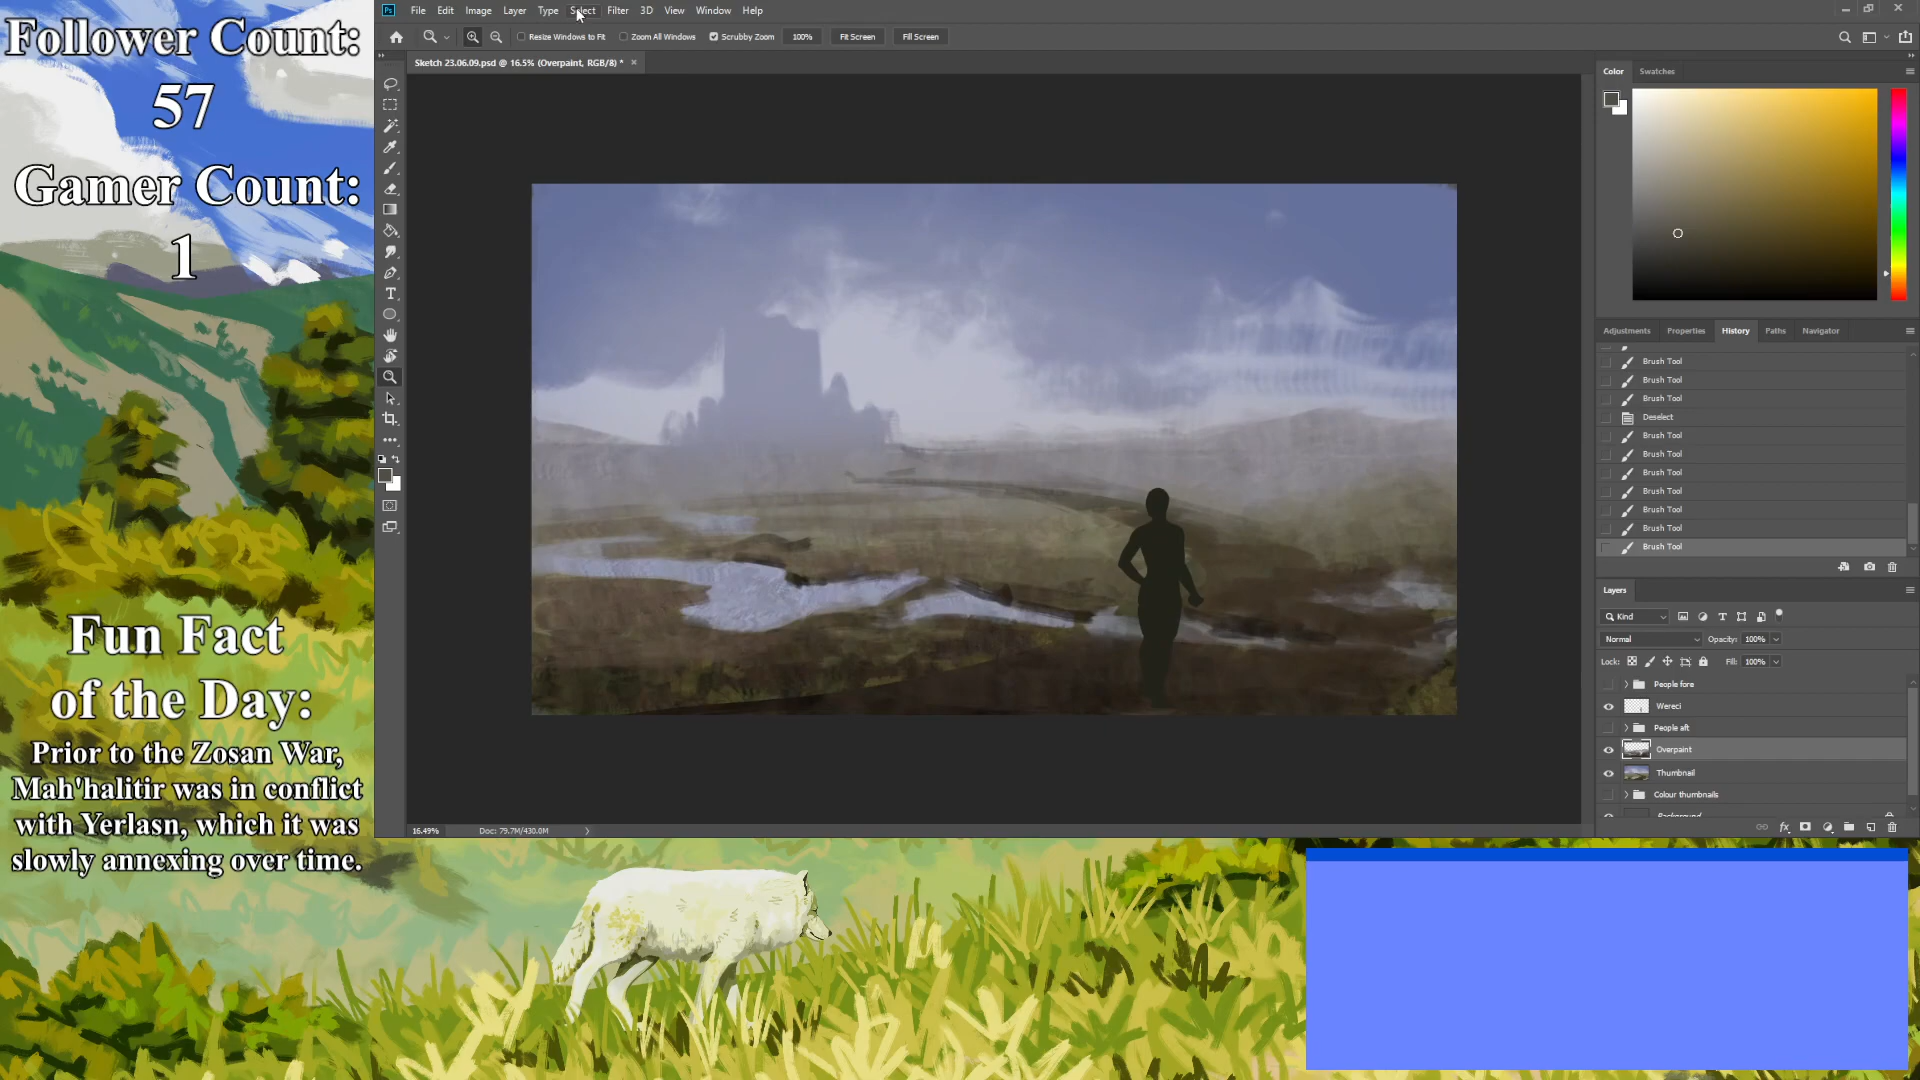 Follower Count:
57
Gamer Count:
1
Fun Fact
of the Day:
Prior to the Zosan War,
Mah'halitir was in conflict
with Yerlasn, which it was
slowly annexing over time.
Ps File Edit Image Layer Type Select Filter 3D View Window Help
Resize Windows to Fit Zoom All Windows Scrubby Zoom 100% Fit Screen Fill Screen
Sketch 23.06.09.psd @ 16.5% (Overpaint, RGB/8) *
16.49% Doc: 79.7M/430.0M
Color Swatches
Adjustments Properties History Paths Navigator
Brush Tool
Brush Tool
Brush Tool
Deselect
Brush Tool
Brush Tool
Brush Tool
Brush Tool
Brush Tool
Brush Tool
Brush Tool
Layers
Kind
Normal Opacity: 100%
Lock: Fill: 100%
People fore
Wereci
People aft
Overpaint
Thumbnail
Colour thumbnails
Background